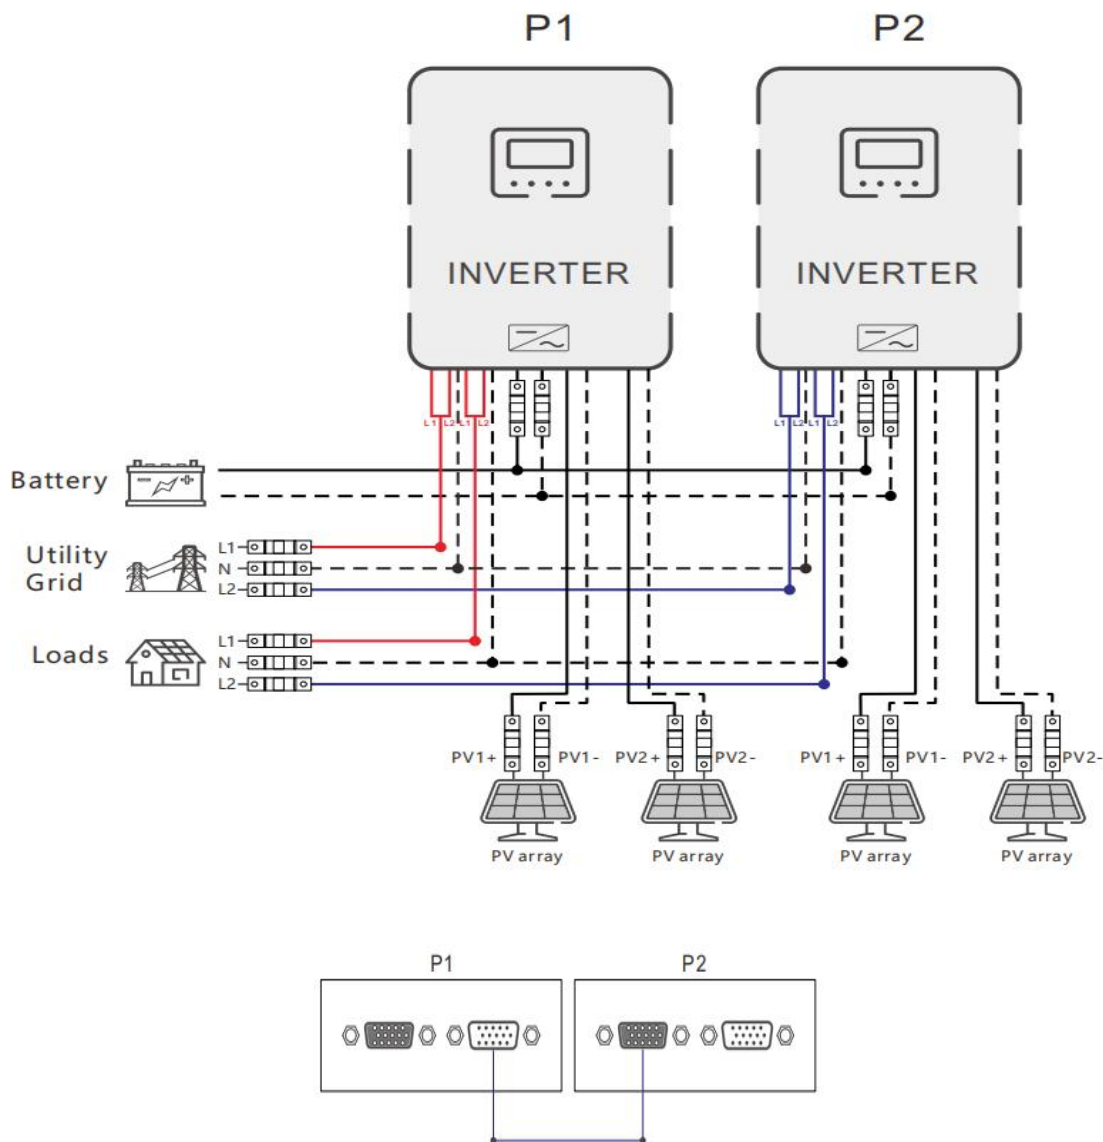 P1 P2
INVERTER INVERTER
L1 L2 L1 L2 L1 L2 L1 L2
Battery
Utility
Grid
L1
N
L2
Loads
L1
N
L2
PV1+ PV1- PV2+ PV2- PV1+ PV1- PV2+ PV2-
PV array PV array PV array PV array
P1 P2